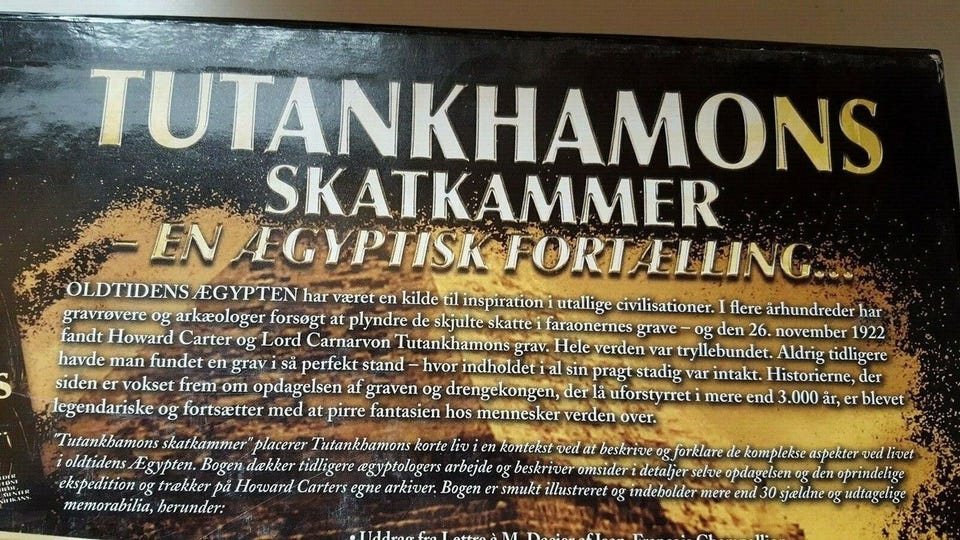 TUTANKHAMONS
SKATKAMMER
– EN ÆGYPTISK FORTÆLLING...
OLDTIDENS ÆGYPTEN har været en kilde til inspiration i utallige civilisationer. I flere århundreder har
gravrøvere og arkæologer forsøgt at plyndre de skjulte skatte i faraonernes grave – og den 26. november 1922
fandt Howard Carter og Lord Carnarvon Tutankhamons grav. Hele verden var tryllebundet. Aldrig tidligere
havde man fundet en grav i så perfekt stand – hvor indholdet i al sin pragt stadig var intakt. Historierne, der
siden er vokset frem om opdagelsen af graven og drengekongen, der lå uforstyrret i mere end 3.000 år, er blevet
legendariske og fortsætter med at pirre fantasien hos mennesker verden over.
"Tutankhamons skatkammer" placerer Tutankhamons korte liv i en kontekst ved at beskrive og forklare de komplekse aspekter ved livet
i oldtidens Ægypten. Bogen dækker tidligere ægyptologers arbejde og beskriver omsider i detaljer selve opdagelsen og den oprindelige
ekspedition og trækker på Howard Carters egne arkiver. Bogen er smukt illustreret og indeholder mere end 30 sjældne og udtagelige
memorabilia, herunder:
• Uddrag fra Lettre à M. Dacier af Jean-François